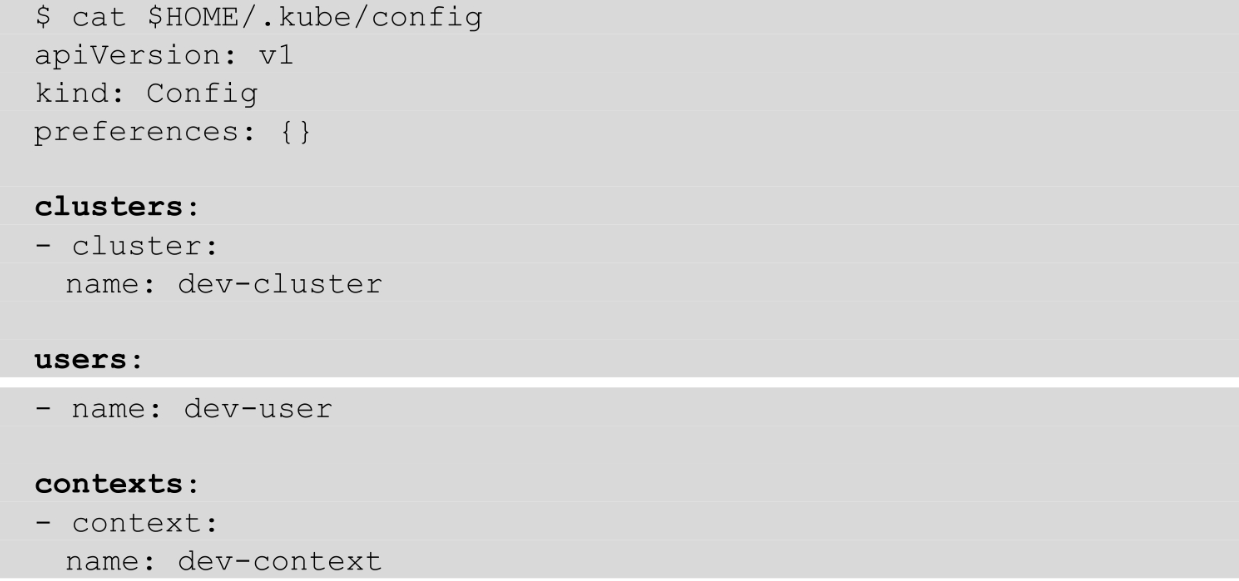 $ cat $HOME/.kube/config
apiVersion: v1
kind: Config
preferences: {}
clusters:
- cluster:
  name: dev-cluster
users:
- name: dev-user
contexts:
- context:
  name: dev-context